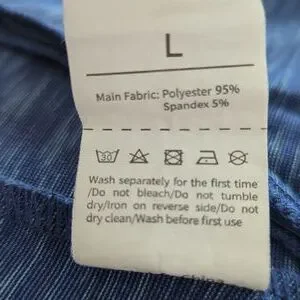 L
Main Fabric: Polyester 95%
Spandex 5%
30
Wash separately for the first time
/Do not bleach/Do not tumble
dry/Iron on reverse side/Do not
dry clean/Wash before first use